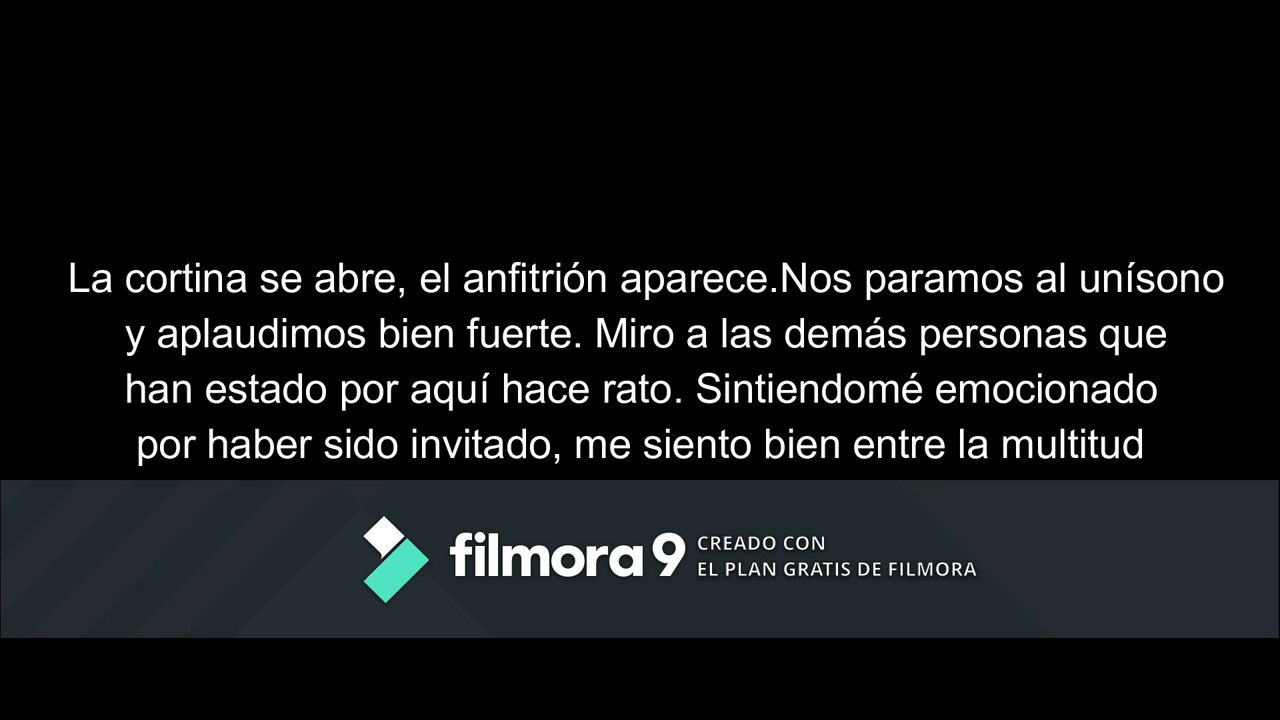 La cortina se abre, el anfitrión aparece.Nos paramos al unísono
y aplaudimos bien fuerte. Miro a las demás personas que
han estado por aquí hace rato. Sintiendomé emocionado
por haber sido invitado, me siento bien entre la multitud
filmora 9
CREADO CON
EL PLAN GRATIS DE FILMORA